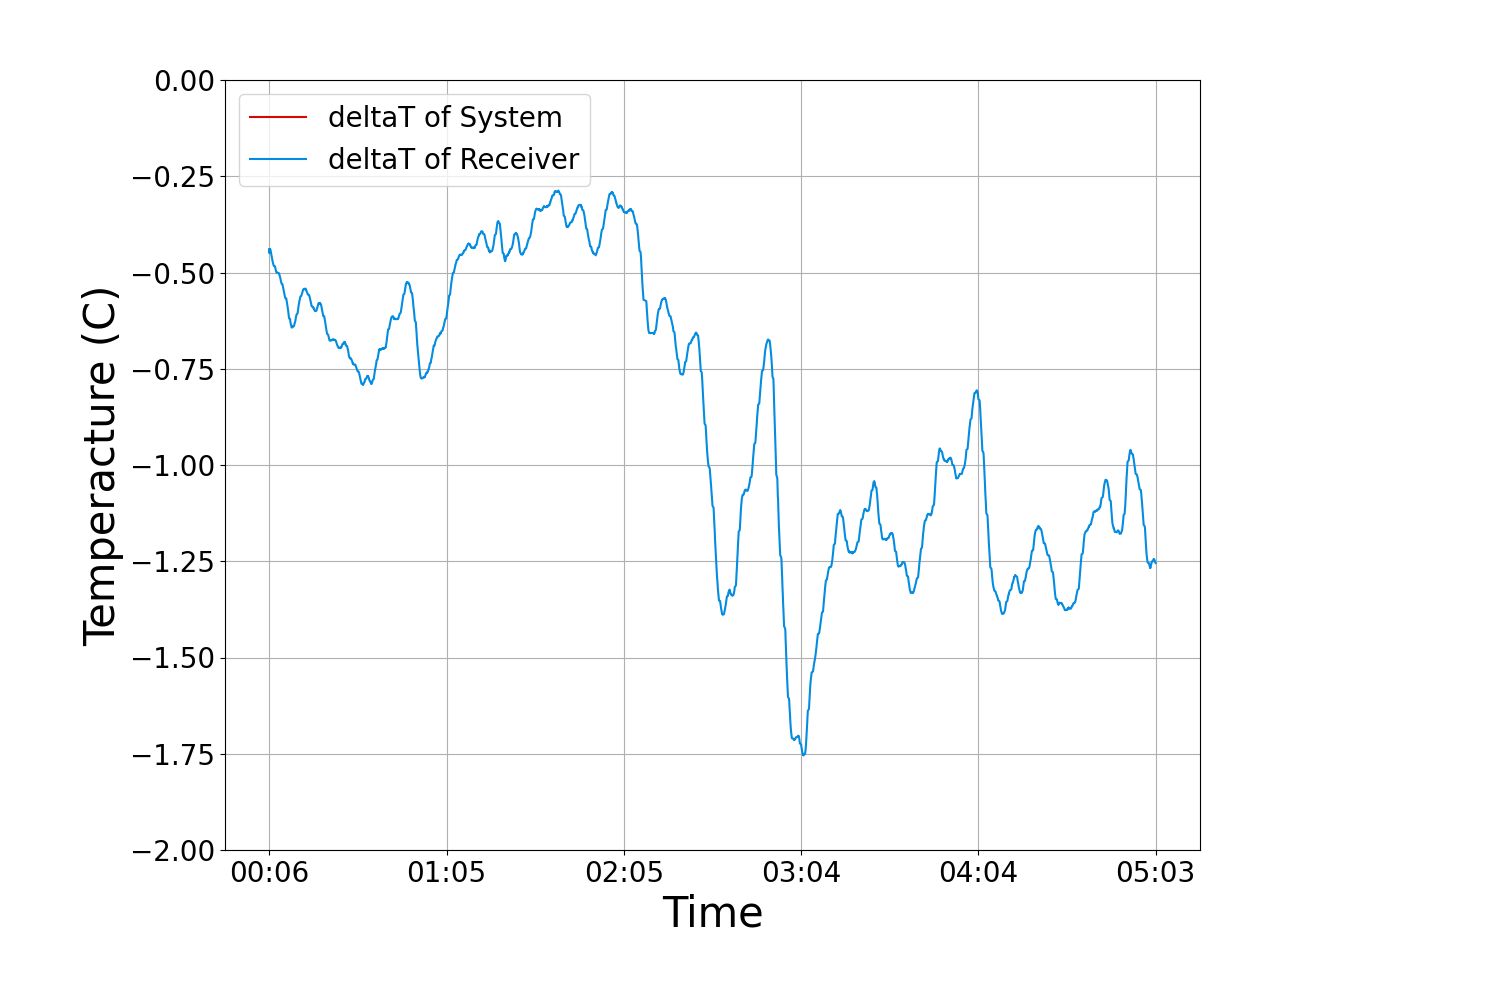 deltaT of System
deltaT of Receiver
0.00
−0.25
−0.50
−0.75
−1.00
−1.25
−1.50
−1.75
−2.00
Temperacture (C)
00:06 01:05 02:05 03:04 04:04 05:03
Time